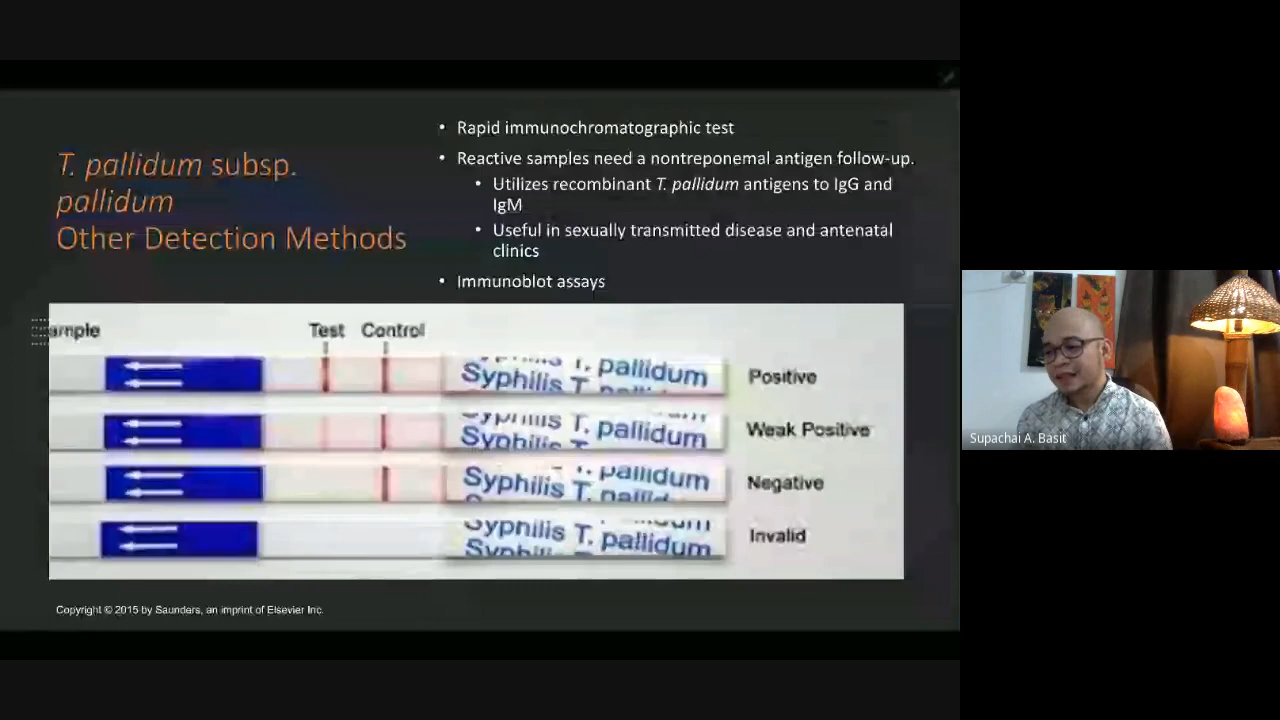 T. pallidum subsp.
pallidum
Other Detection Methods
• Rapid immunochromatographic test
• Reactive samples need a nontreponemal antigen follow-up.
• Utilizes recombinant T. pallidum antigens to IgG and
IgM
• Useful in sexually transmitted disease and antenatal
clinics
• Immunoblot assays
ample Test Control
Syphilis T. pallidum Positive
Syphilis T. pallidum Weak Positive
Syphilis T. pallidum Negative
Syphilis T. pallidum Invalid
Copyright © 2015 by Saunders, an imprint of Elsevier Inc.
Supachai A. Basit